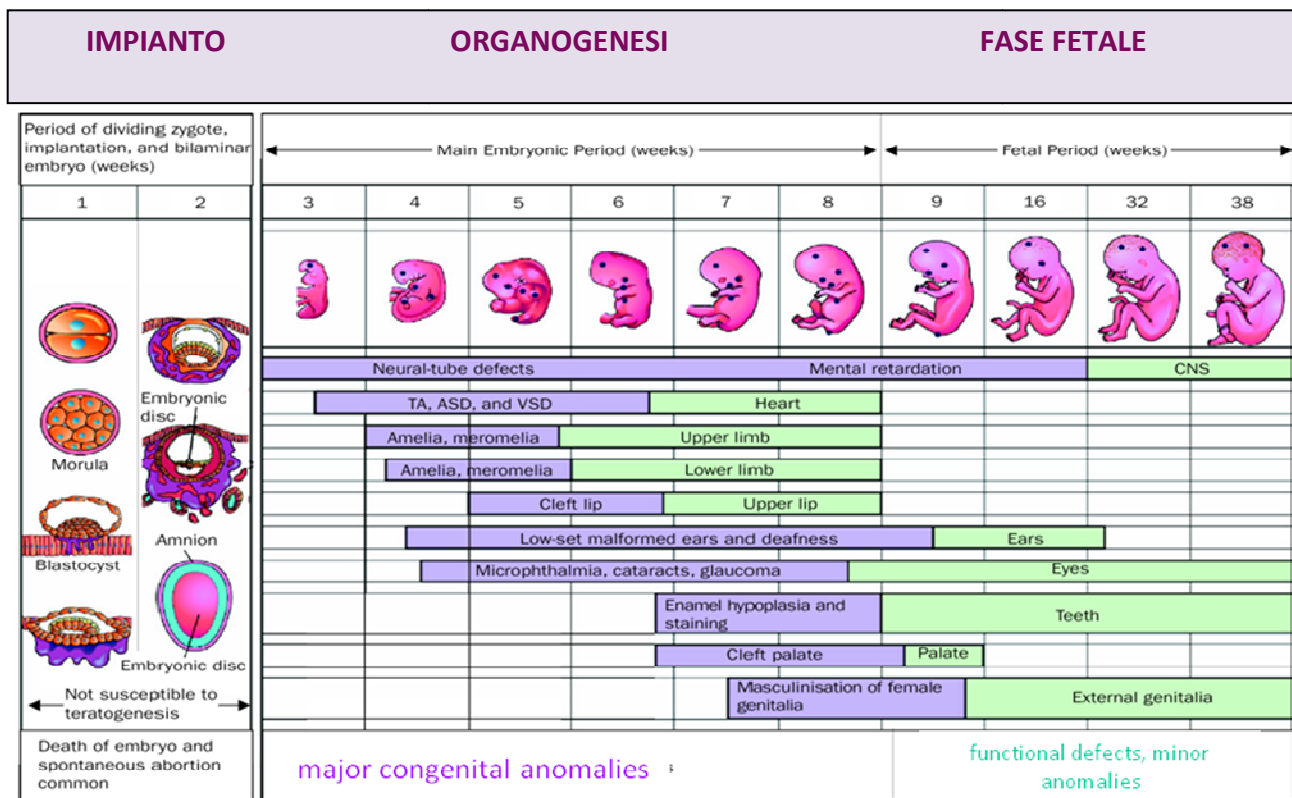 IMPIANTO ORGANOGENESI FASE FETALE
Period of dividing zygote,
implantation, and bilaminar
embryo (weeks)
Main Embryonic Period (weeks)
Fetal Period (weeks)
1 2 3 4 5 6 7 8 9 16 32 38
Embryonic
disc
Morula
Blastocyst
Amnion
Embryonic disc
Not susceptible to
teratogenesis
Death of embryo and
spontaneous abortion
common
Neural-tube defects Mental retardation CNS
TA, ASD, and VSD Heart
Amelia, meromelia Upper limb
Amelia, meromelia Lower limb
Cleft lip Upper lip
Low-set malformed ears and deafness Ears
Microphthalmia, cataracts, glaucoma Eyes
Enamel hypoplasia and
staining
Teeth
Cleft palate Palate
Masculinisation of female
genitalia
External genitalia
major congenital anomalies
functional defects, minor
anomalies